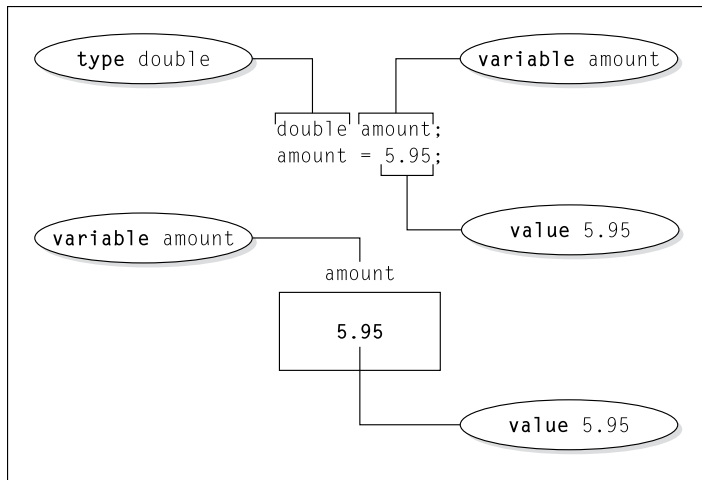 type double
variable amount
double amount;
amount = 5.95;
value 5.95
variable amount
amount
5.95
value 5.95